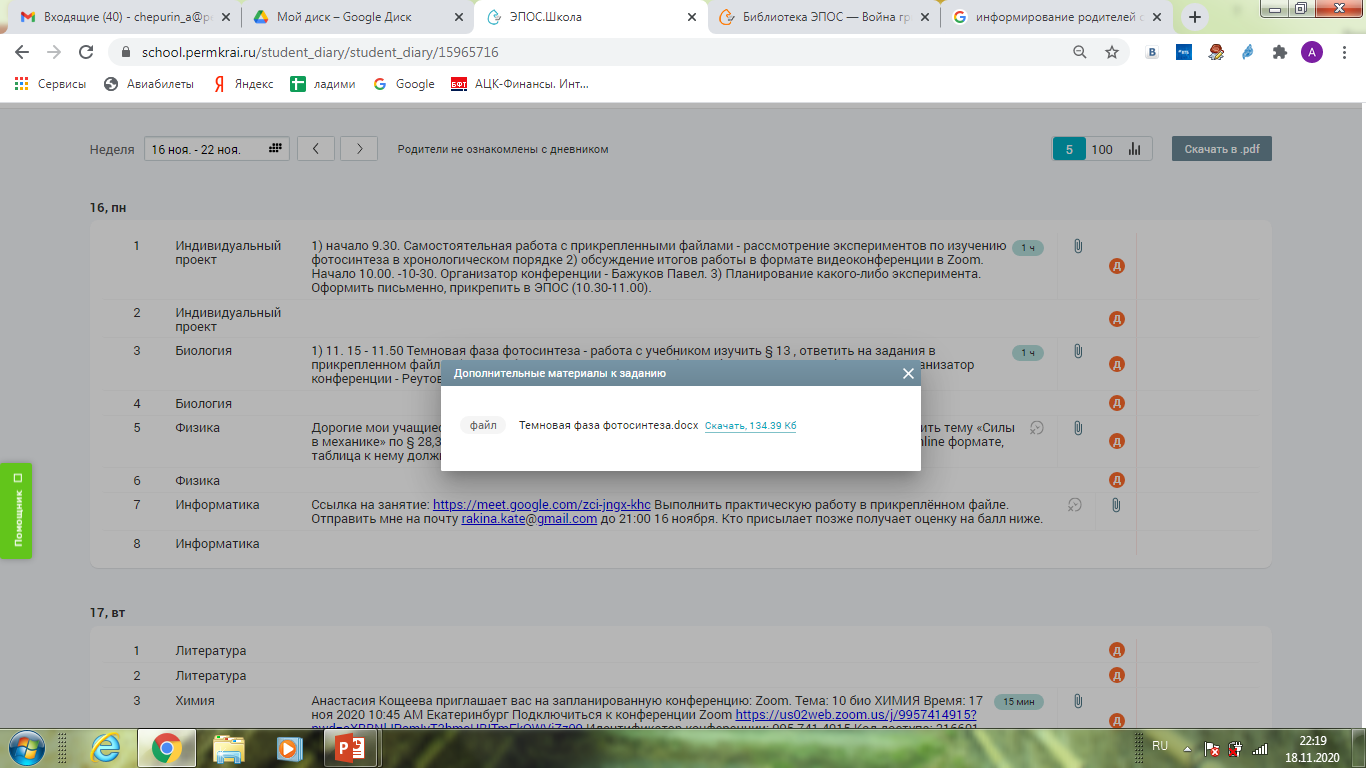 Входящие (40) - chepurin_a@pe
Мой диск – Google Диск
ЭПОС.Школа
Библиотека ЭПОС — Война гр
информирование родителей о
school.permkrai.ru/student_diary/student_diary/15965716
Сервисы
Авиабилеты
Яндекс
ладими
Google
АЦК-Финансы. Инт...
Неделя
16 ноя. - 22 ноя.
Родители не ознакомлены с дневником
5
100
Скачать в .pdf
16, пн
1
Индивидуальный
проект
1) начало 9.30. Самостоятельная работа с прикрепленными файлами - рассмотрение экспериментов по изучению
фотосинтеза в хронологическом порядке 2) обсуждение итогов работы в формате видеоконференции в Zoom.
Начало 10.00. -10-30. Организатор конференции - Бажуков Павел. 3) Планирование какого-либо эксперимента.
Оформить письменно, прикрепить в ЭПОС (10.30-11.00).
1 ч
Д
2
Индивидуальный
проект
Д
3
Биология
1) 11. 15 - 11.50 Темновая фаза фотосинтеза - работа с учебником изучить § 13 , ответить на задания в
прикрепленном файл
конференции - Реутов
1 ч
Д
Дополнительные материалы к заданию
файл
Темновая фаза фотосинтеза.docx
Скачать, 134.39 Кб
4
Биология
Д
5
Физика
Дорогие мои учащиес
ить тему «Силы
в механике» по § 28,3
nline формате,
таблица к нему долж
Д
6
Физика
Д
7
Информатика
Ссылка на занятие: https://meet.google.com/zci-jngx-khc Выполнить практическую работу в прикреплённом файле.
Отправить мне на почту rakina.kate@gmail.com до 21:00 16 ноября. Кто присылает позже получает оценку на балл ниже.
8
Информатика
Помощник
17, вт
1
Литература
Д
2
Литература
Д
3
Химия
Анастасия Кощеева приглашает вас на запланированную конференцию: Zoom. Тема: 10 био ХИМИЯ Время: 17
ноя 2020 10:45 AM Екатеринбург Подключиться к конференции Zoom https://us02web.zoom.us/j/9957414915?
15 мин
Д
RU
22:19
18.11.2020